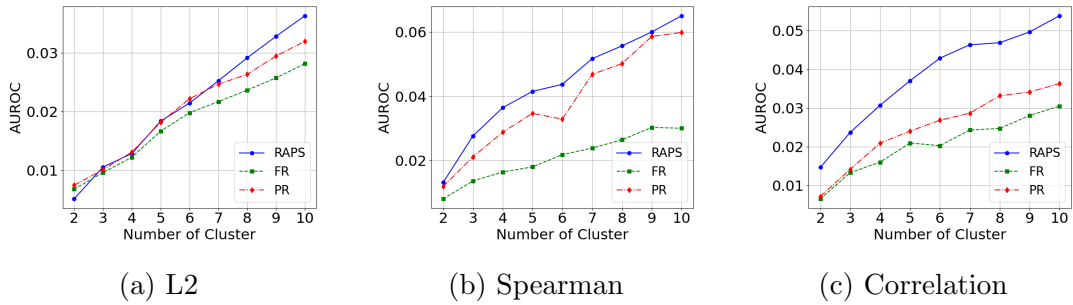 AUROC
0.03
0.02
0.01
2 3 4 5 6 7 8 9 10
Number of Cluster
RAPS
FR
PR
(a) L2
AUROC
0.06
0.04
0.02
2 3 4 5 6 7 8 9 10
Number of Cluster
RAPS
FR
PR
(b) Spearman
AUROC
0.05
0.04
0.03
0.02
0.01
2 3 4 5 6 7 8 9 10
Number of Cluster
RAPS
FR
PR
(c) Correlation